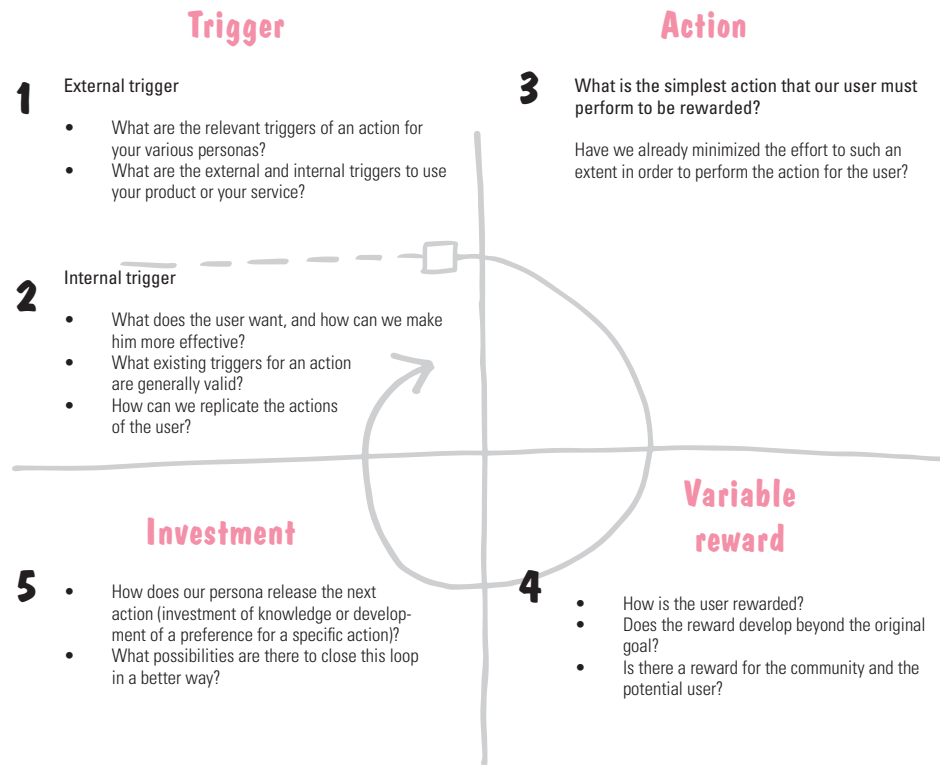 Trigger
1
External trigger
• What are the relevant triggers of an action for
your various personas?
• What are the external and internal triggers to use
your product or your service?
2
Internal trigger
• What does the user want, and how can we make
him more effective?
• What existing triggers for an action
are generally valid?
• How can we replicate the actions
of the user?
Action
3
What is the simplest action that our user must
perform to be rewarded?
Have we already minimized the effort to such an
extent in order to perform the action for the user?
Variable
reward
4
• How is the user rewarded?
• Does the reward develop beyond the original
goal?
• Is there a reward for the community and the
potential user?
Investment
5
• How does our persona release the next
action (investment of knowledge or develop-
ment of a preference for a specific action)?
• What possibilities are there to close this loop
in a better way?